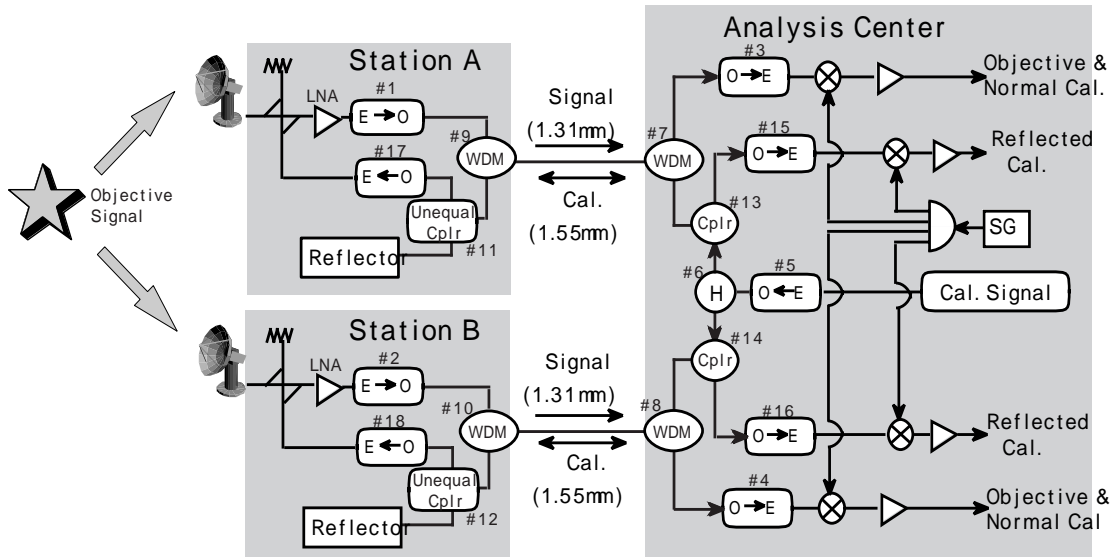 Analysis Center
Station A
#3
O E
Objective &
Normal Cal.
LNA
#1
E O
Signal
(1.31mm)
#9
WDM
#7
WDM
#15
O E
Reflected
Cal.
#17
E O
Objective
Signal
Cal.
(1.55mm)
Unequal
Cplr
#11
Reflector
#13
Cplr
SG
#6
H
#5
O E
Cal. Signal
Station B
#14
Cplr
LNA
#2
E O
Signal
(1.31mm)
#10
WDM
#8
WDM
#16
O E
Reflected
Cal.
#18
E O
Cal.
(1.55mm)
Unequal
Cplr
#12
Reflector
#4
O E
Objective &
Normal Cal